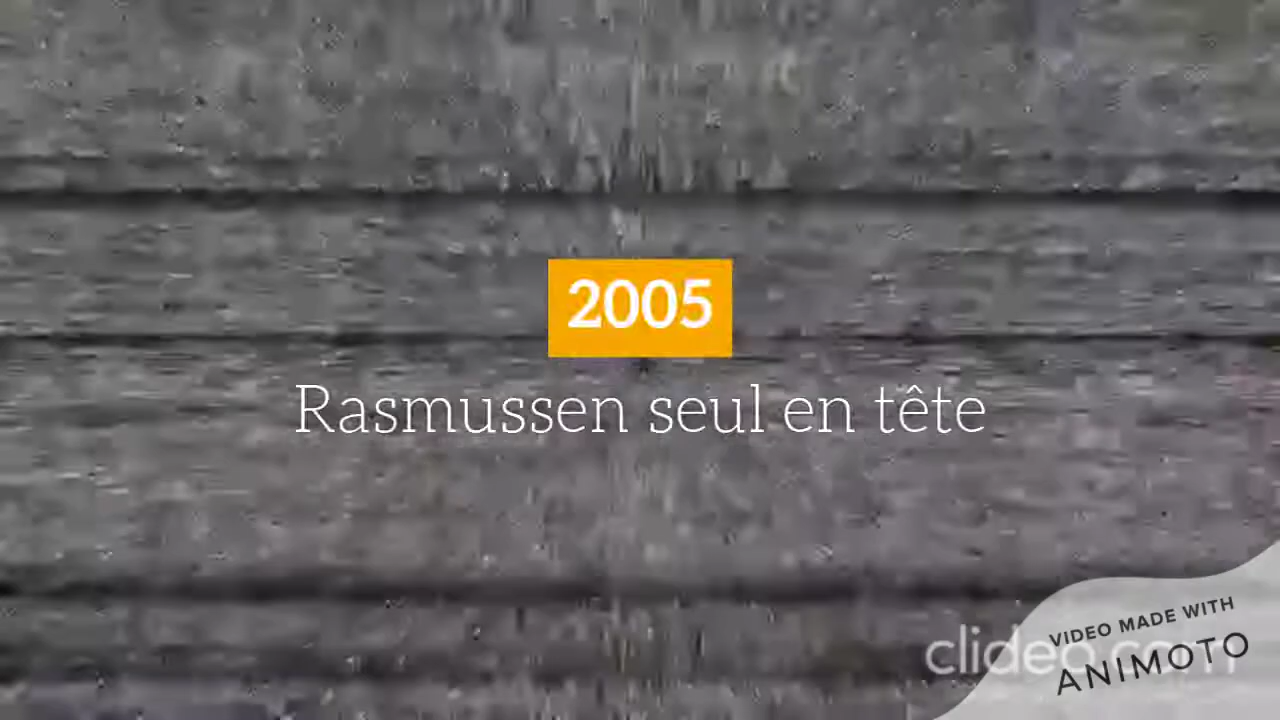 2005
Rasmussen seul en tête
VIDEO MADE WITH
ANIMOTO
clideo.com